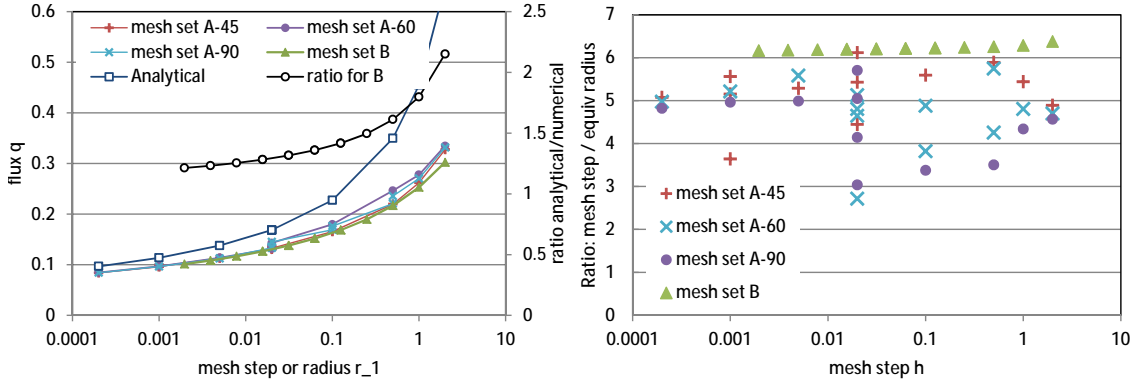 mesh set A-45
mesh set A-60
mesh set A-90
mesh set B
Analytical
ratio for B
flux q
0.6
0.5
0.4
0.3
0.2
0.1
0
2.5
2
1.5
1
0.5
0
ratio analytical/numerical
0.0001 0.001 0.01 0.1 1 10
mesh step or radius r_1
Ratio: mesh step / equiv radius
7
6
5
4
3
2
1
0
mesh set A-45
mesh set A-60
mesh set A-90
mesh set B
0.0001 0.001 0.01 0.1 1 10
mesh step h